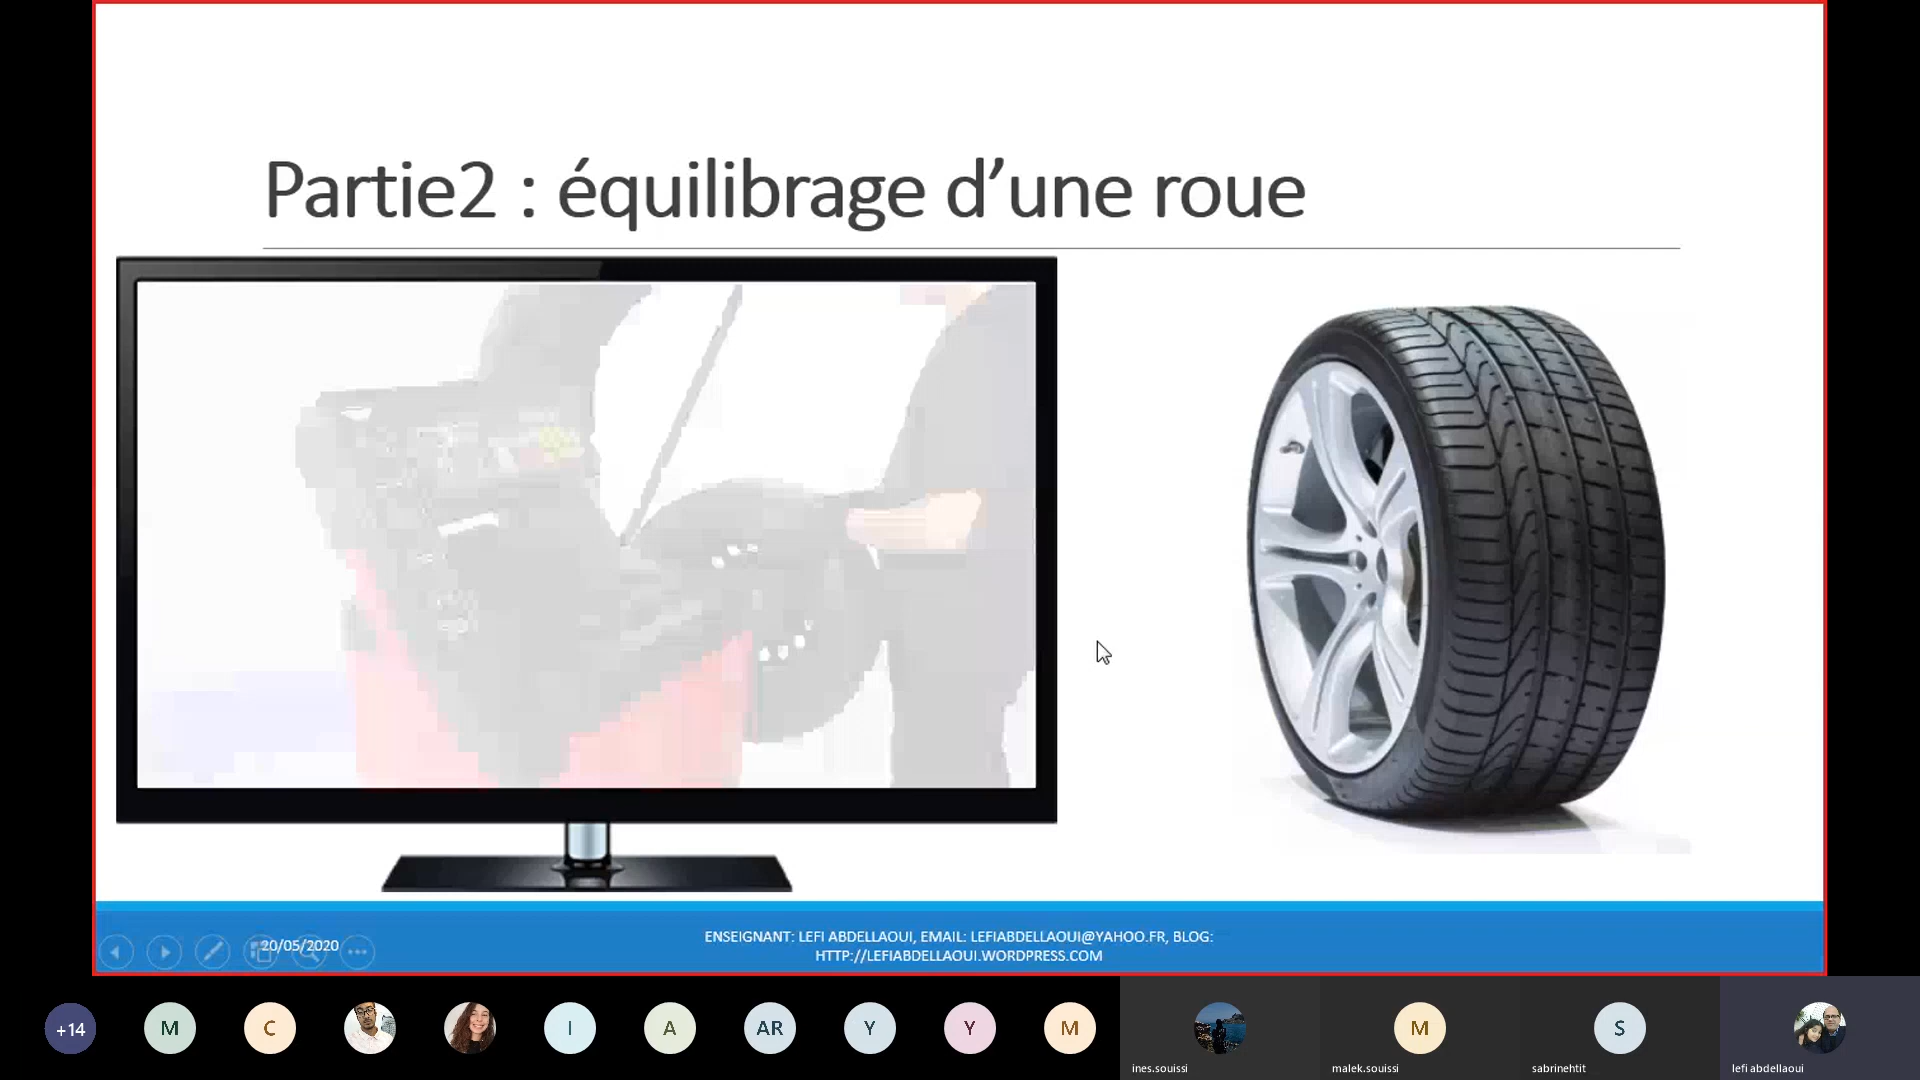 Partie2 : équilibrage d’une roue
20/05/2020
ENSEIGNANT: LEFI ABDELLAOUI, EMAIL: LEFIABDELLAOUI@YAHOO.FR, BLOG:
HTTP://LEFIABDELLAOUI.WORDPRESS.COM
+14
M
C
I
A
AR
Y
Y
M
M
S
ines.souissi
malek.souissi
sabrinehtit
lefi abdellaoui